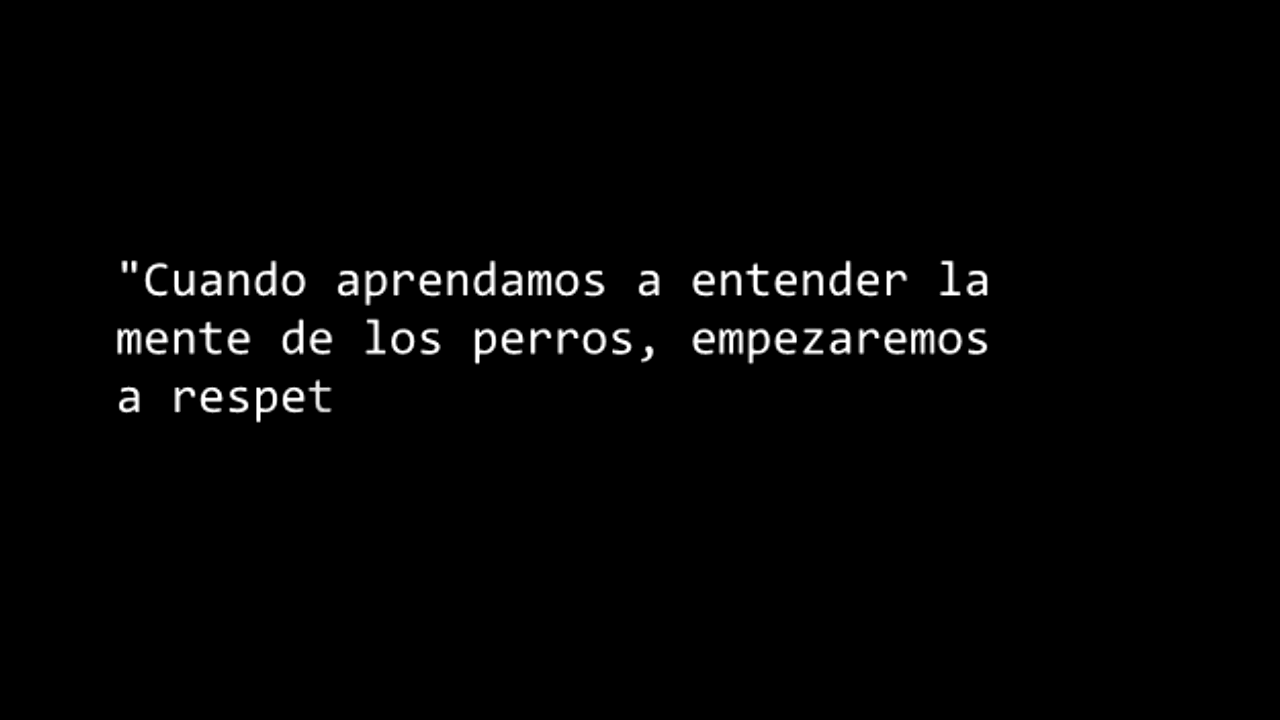 "Cuando aprendamos a entender la
mente de los perros, empezaremos
a respet